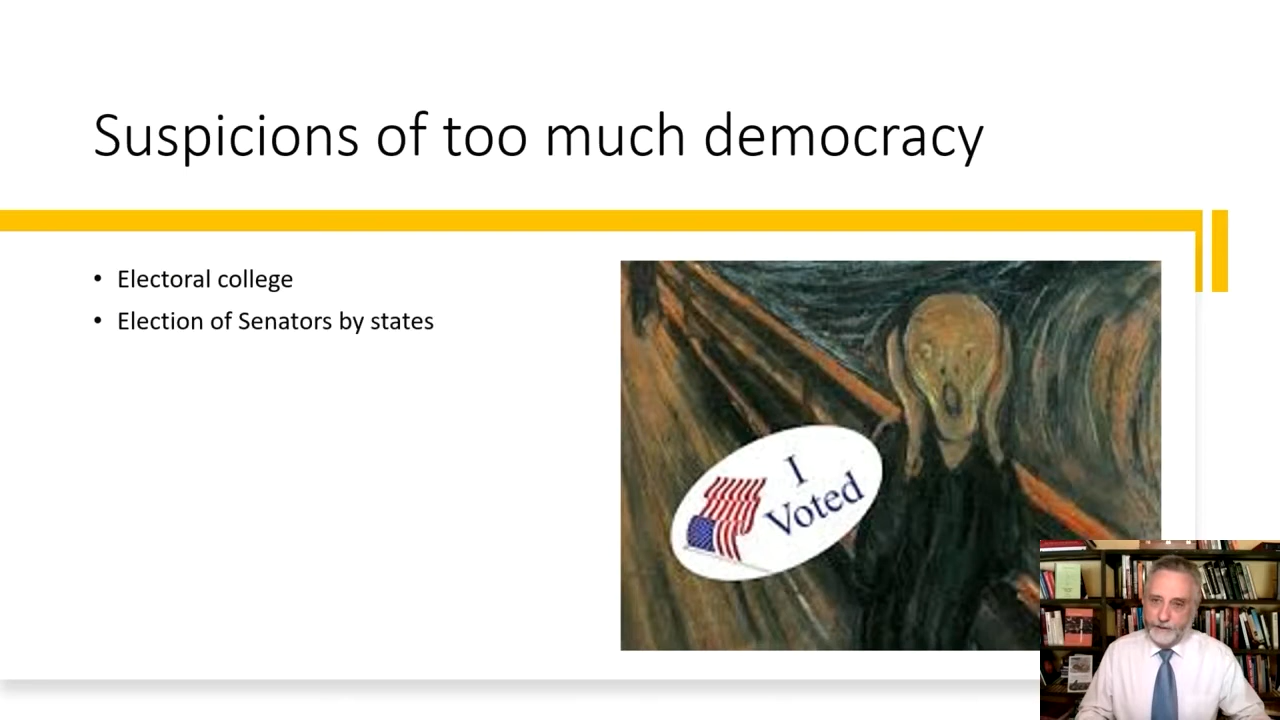 Suspicions of too much democracy
• Electoral college
• Election of Senators by states
I
Voted